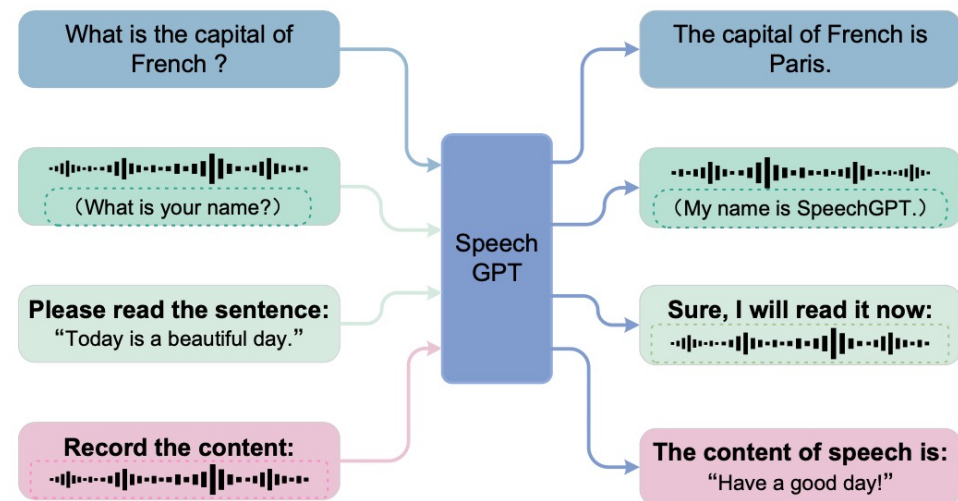 What is the capital of
French ?
The capital of French is
Paris.
（What is your name?）
（My name is SpeechGPT.）
Speech
GPT
Please read the sentence:
“Today is a beautiful day.”
Sure, I will read it now:
Record the content:
The content of speech is:
“Have a good day!”